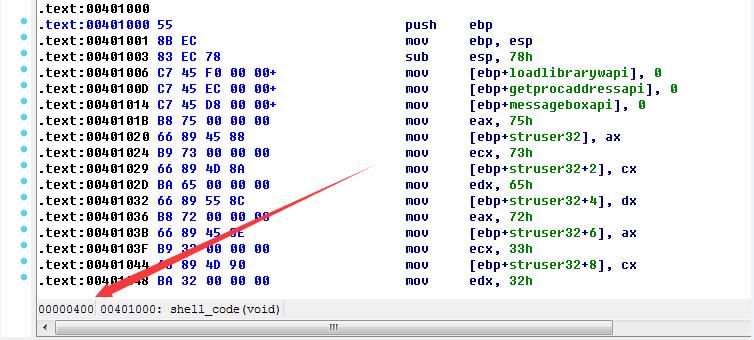 .text:00401000
.text:00401000 55 push ebp
.text:00401001 8B EC mov ebp, esp
.text:00401003 83 EC 78 sub esp, 78h
.text:00401006 C7 45 F0 00 00+ mov [ebp+loadlibrarywapi], 0
.text:0040100D C7 45 EC 00 00+ mov [ebp+getprocaddressapi], 0
.text:00401014 C7 45 D8 00 00+ mov [ebp+messageboxapi], 0
.text:0040101B B8 75 00 00 00 mov eax, 75h
.text:00401020 66 89 45 88 mov [ebp+struser32], ax
.text:00401024 B9 73 00 00 00 mov ecx, 73h
.text:00401029 66 89 4D 8A mov [ebp+struser32+2], cx
.text:0040102D BA 65 00 00 00 mov edx, 65h
.text:00401032 66 89 55 8C mov [ebp+struser32+4], dx
.text:00401036 B8 72 00 00 00 mov eax, 72h
.text:0040103B 66 89 45 8E mov [ebp+struser32+6], ax
.text:0040103F B9 33 00 00 00 mov ecx, 33h
.text:00401044 66 89 4D 90 mov [ebp+struser32+8], cx
.text:00401048 BA 32 00 00 00 mov edx, 32h
00000400 00401000: shell_code(void)